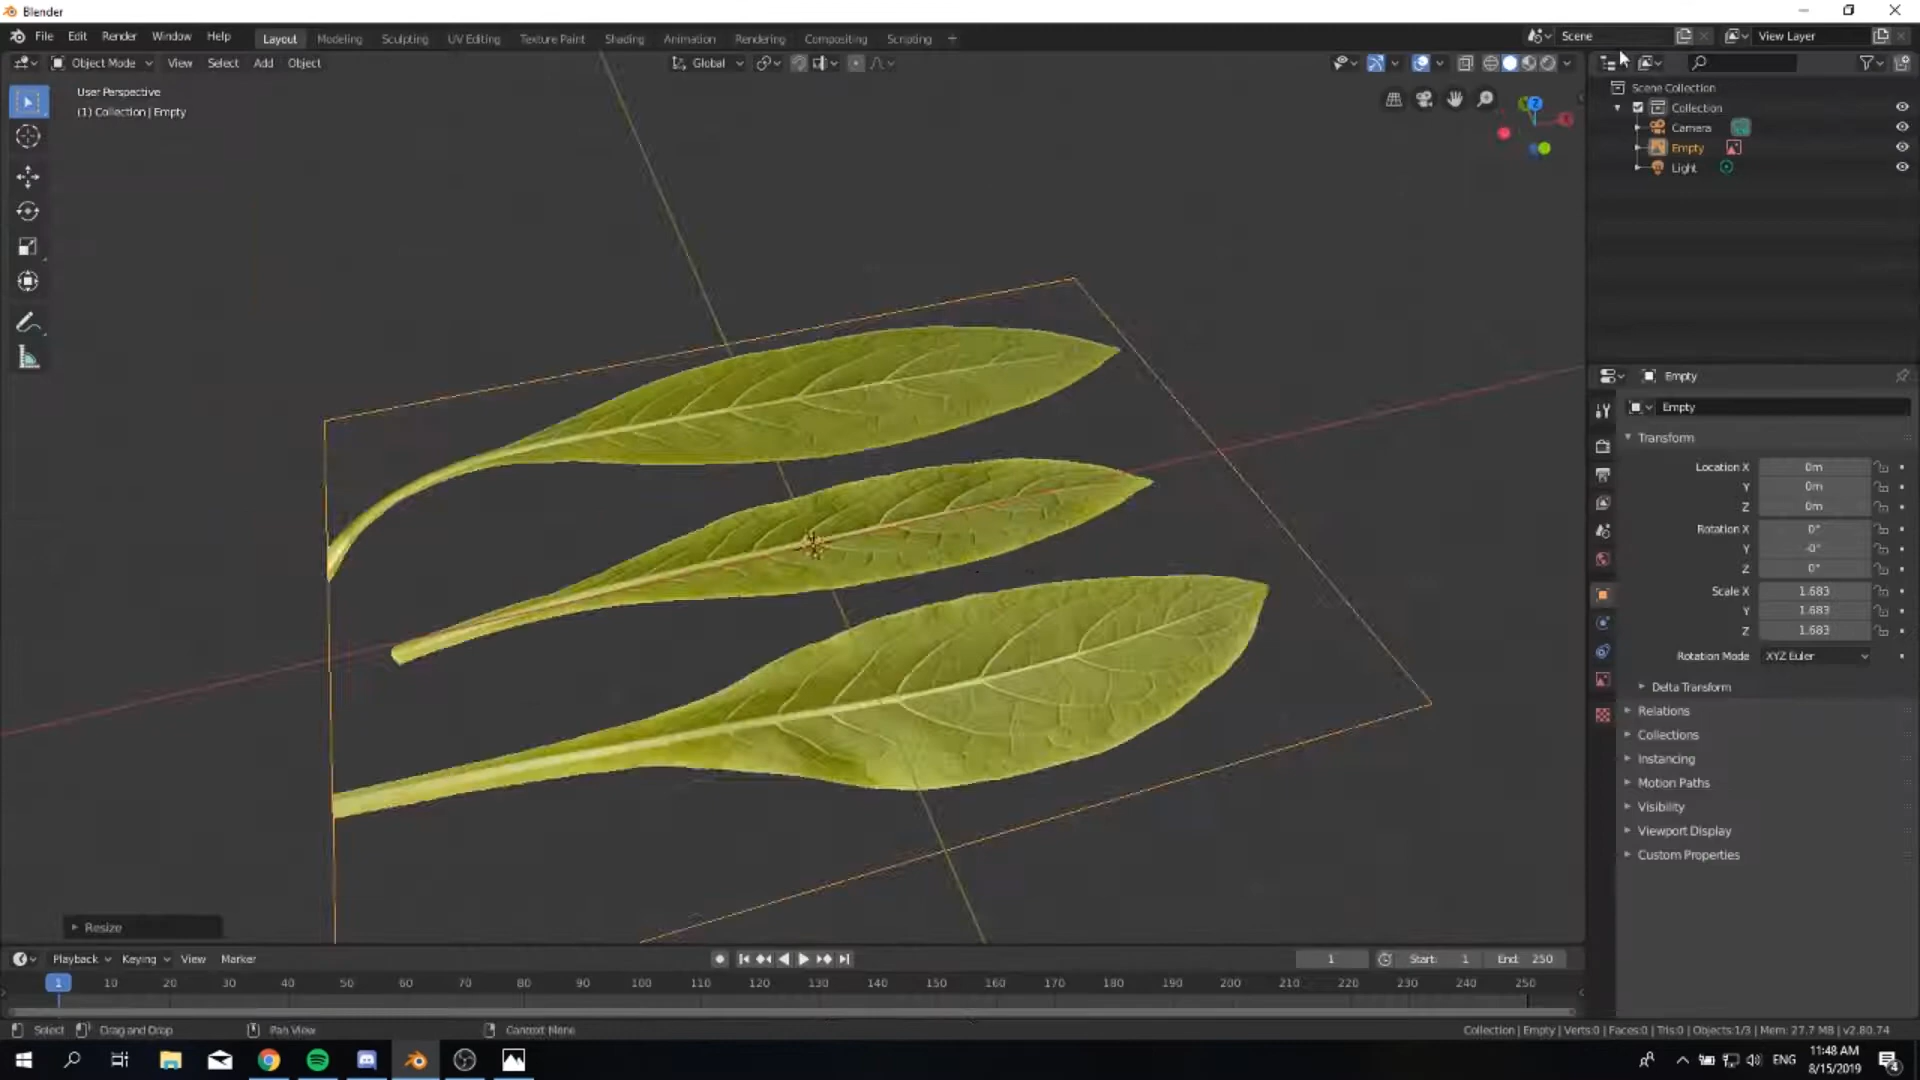 Blender
File Edit Render Window Help
Layout Modeling Sculpting UV Editing Texture Paint Shading Animation Rendering Compositing Scripting +
Scene
View Layer
Object Mode View Select Add Object
Global
User Perspective
(1) Collection | Empty
Scene Collection
Collection
Camera
Empty
Light
Empty
Empty
Transform
Location X 0m
Y 0m
Z 0m
Rotation X 0°
Y -0°
Z 0°
Scale X 1.683
Y 1.683
Z 1.683
Rotation Mode XYZ Euler
Delta Transform
Relations
Collections
Instancing
Motion Paths
Visibility
Viewport Display
Custom Properties
Resize
Playback Keying View Marker
1 Start: 1 End: 250
1 10 20 30 40 50 60 70 80 90 100 110 120 130 140 150 160 170 180 190 200 210 220 230 240 250
Select Drag and Drop Pan View Context Menu
Collection | Empty | Verts:0 | Faces:0 | Tris:0 | Objects:1/3 | Mem: 27.7 MB | v2.80.74
ENG
11:48 AM
8/15/2019
4